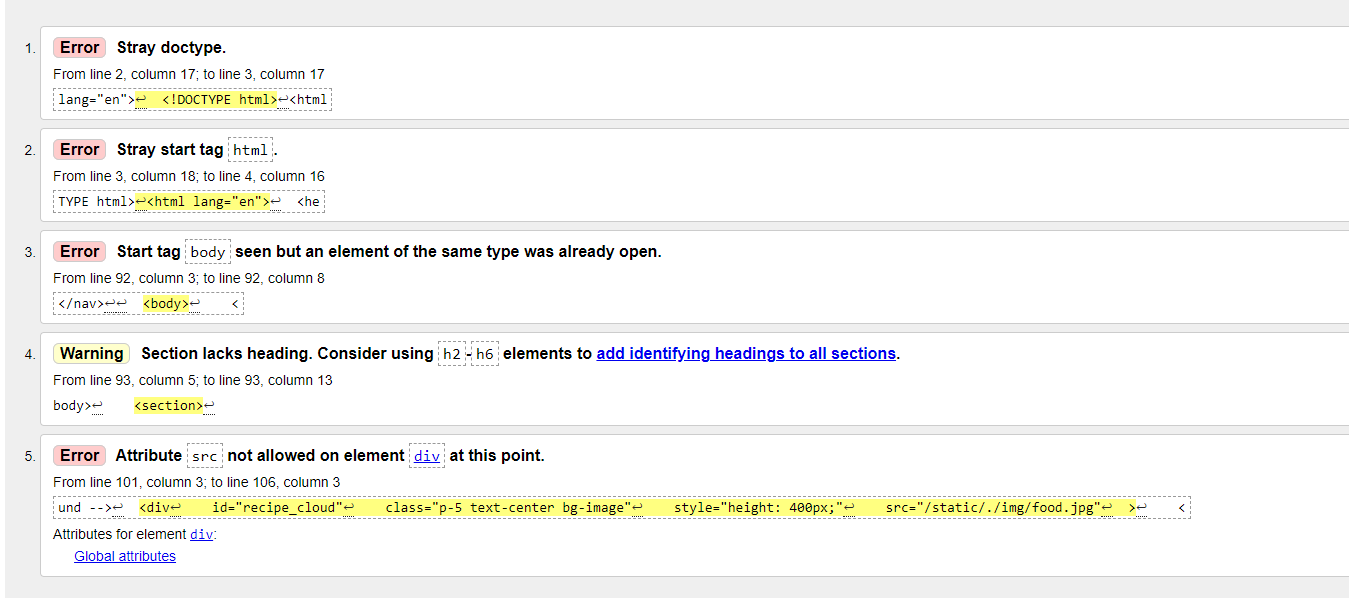 1. Error Stray doctype.
From line 2, column 17; to line 3, column 17
lang="en">↩  <!DOCTYPE html>↩<html
2. Error Stray start tag html.
From line 3, column 18; to line 4, column 16
TYPE html>↩<html lang="en">↩  <he
3. Error Start tag body seen but an element of the same type was already open.
From line 92, column 3; to line 92, column 8
</nav>↩↩  <body>↩    <
4. Warning Section lacks heading. Consider using h2-h6 elements to add identifying headings to all sections.
From line 93, column 5; to line 93, column 13
body>↩    <section>↩
5. Error Attribute src not allowed on element div at this point.
From line 101, column 3; to line 106, column 3
und -->↩  <div↩    id="recipe_cloud"↩    class="p-5 text-center bg-image"↩    style="height: 400px;"↩    src="/static/./img/food.jpg"↩  >↩    <
Attributes for element div:
Global attributes